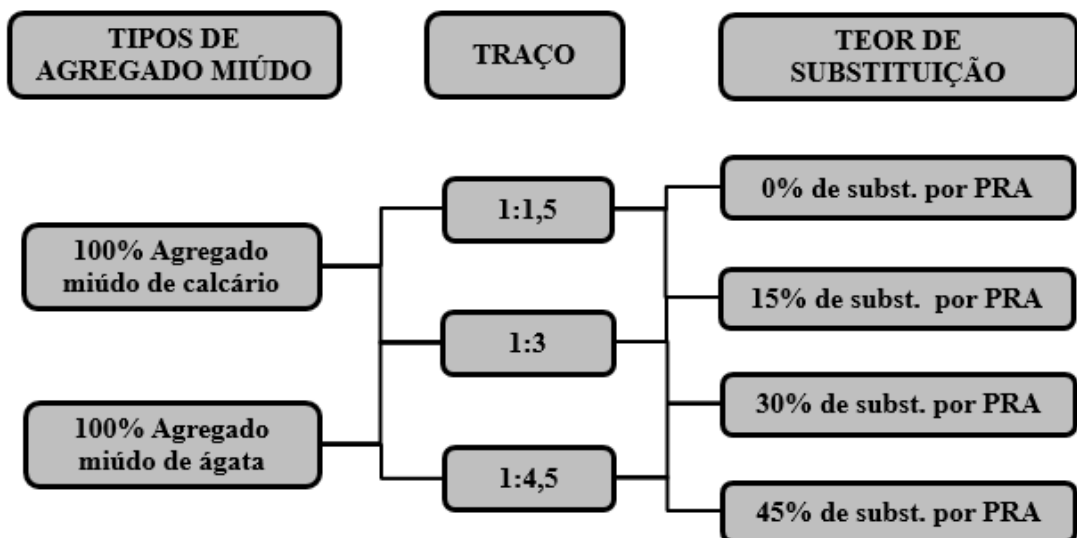 TIPOS DE
AGREGADO MIÚDO
TRAÇO
TEOR DE
SUBSTITUIÇÃO
100% Agregado
miúdo de calcário
100% Agregado
miúdo de ágata
1:1,5
1:3
1:4,5
0% de subst. por PRA
15% de subst. por PRA
30% de subst. por PRA
45% de subst. por PRA